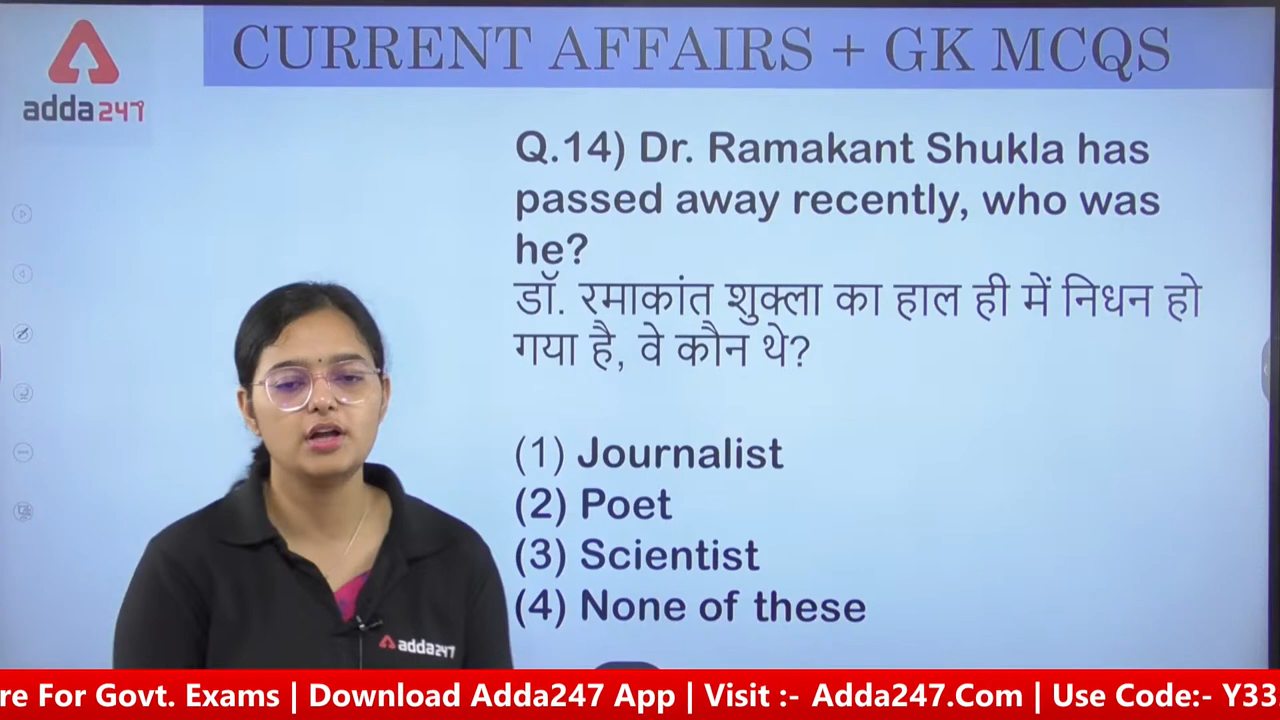 adda247
CURRENT AFFAIRS + GK MCQS
Q.14) Dr. Ramakant Shukla has
passed away recently, who was
he?
डॉ. रमाकांत शुक्ला का हाल ही में निधन हो
गया है, वे कौन थे?
(1) Journalist
(2) Poet
(3) Scientist
(4) None of these
adda247
re For Govt. Exams | Download Adda247 App | Visit :- Adda247.Com | Use Code:- Y33